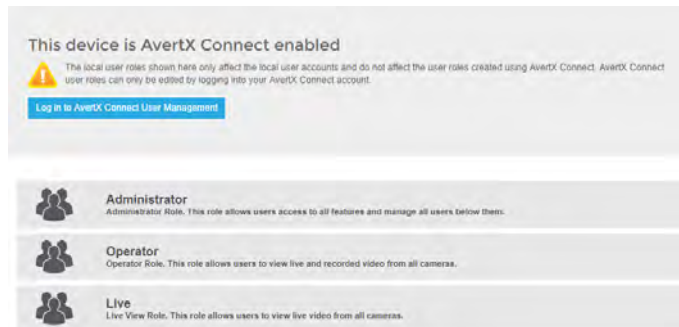 This device is AvertX Connect enabled
The local user roles shown here only affect the local user accounts and do not affect the user roles created using AvertX Connect. AvertX Connect
user roles can only be edited by logging into your AvertX Connect account.
Log in to AvertX Connect User Management
Administrator
Administrator Role. This role allows users access to all features and manage all users below them.
Operator
Operator Role. This role allows users to view live and recorded video from all cameras.
Live
Live View Role. This role allows users to view live video from all cameras.